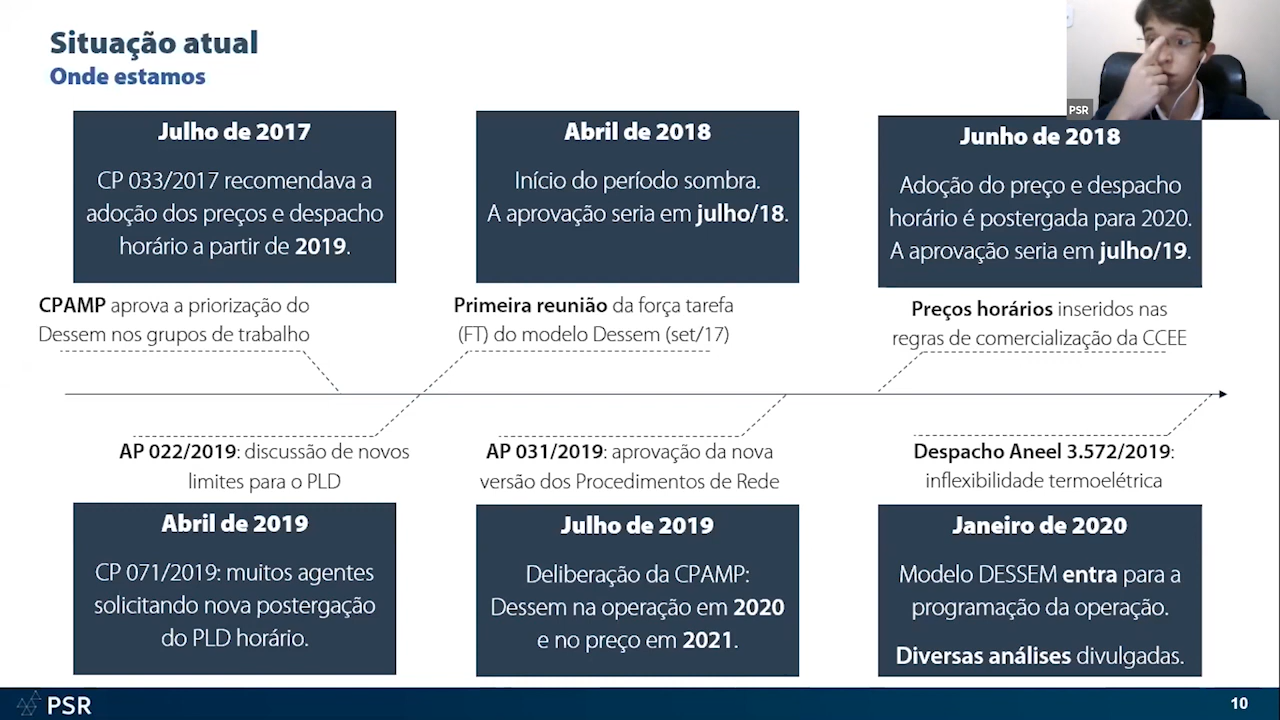 Situação atual
Onde estamos
PSR
Julho de 2017
CP 033/2017 recomendava a
adoção dos preços e despacho
horário a partir de 2019.
Abril de 2018
Início do período sombra.
A aprovação seria em julho/18.
Junho de 2018
Adoção do preço e despacho
horário é postergada para 2020.
A aprovação seria em julho/19.
CPAMP aprova a priorização do
Dessem nos grupos de trabalho
Primeira reunião da força tarefa
(FT) do modelo Dessem (set/17)
Preços horários inseridos nas
regras de comercialização da CCEE
AP 022/2019: discussão de novos
limites para o PLD
AP 031/2019: aprovação da nova
versão dos Procedimentos de Rede
Despacho Aneel 3.572/2019:
inflexibilidade termoelétrica
Abril de 2019
CP 071/2019: muitos agentes
solicitando nova postergação
do PLD horário.
Julho de 2019
Deliberação da CPAMP:
Dessem na operação em 2020
e no preço em 2021.
Janeiro de 2020
Modelo DESSEM entra para a
programação da operação.
Diversas análises divulgadas.
PSR
10